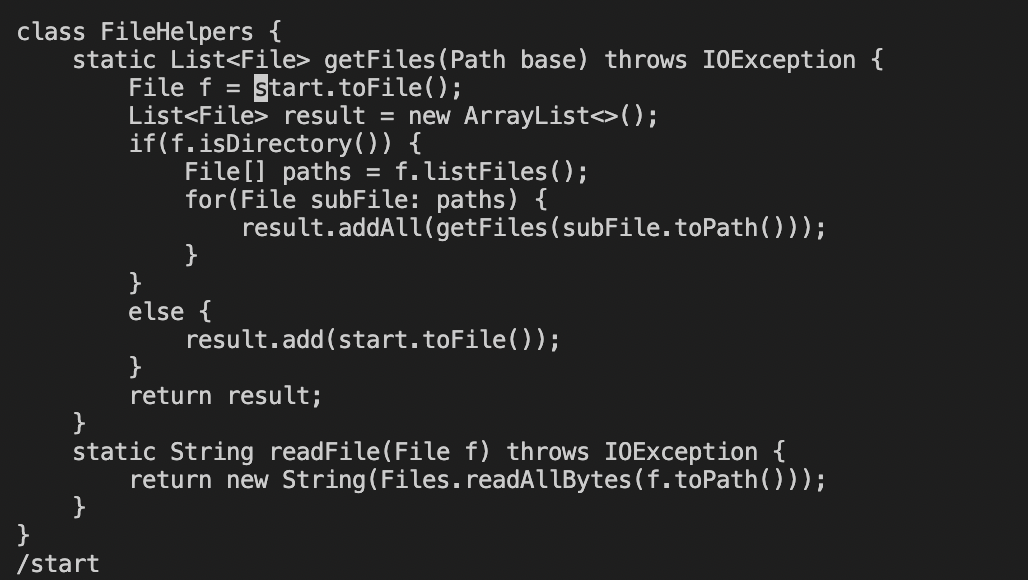 class FileHelpers {
    static List<File> getFiles(Path base) throws IOException {
        File f = start.toFile();
        List<File> result = new ArrayList<>();
        if(f.isDirectory()) {
            File[] paths = f.listFiles();
            for(File subFile: paths) {
                result.addAll(getFiles(subFile.toPath()));
            }
        }
        else {
            result.add(start.toFile());
        }
        return result;
    }
    static String readFile(File f) throws IOException {
        return new String(Files.readAllBytes(f.toPath()));
    }
}
/start